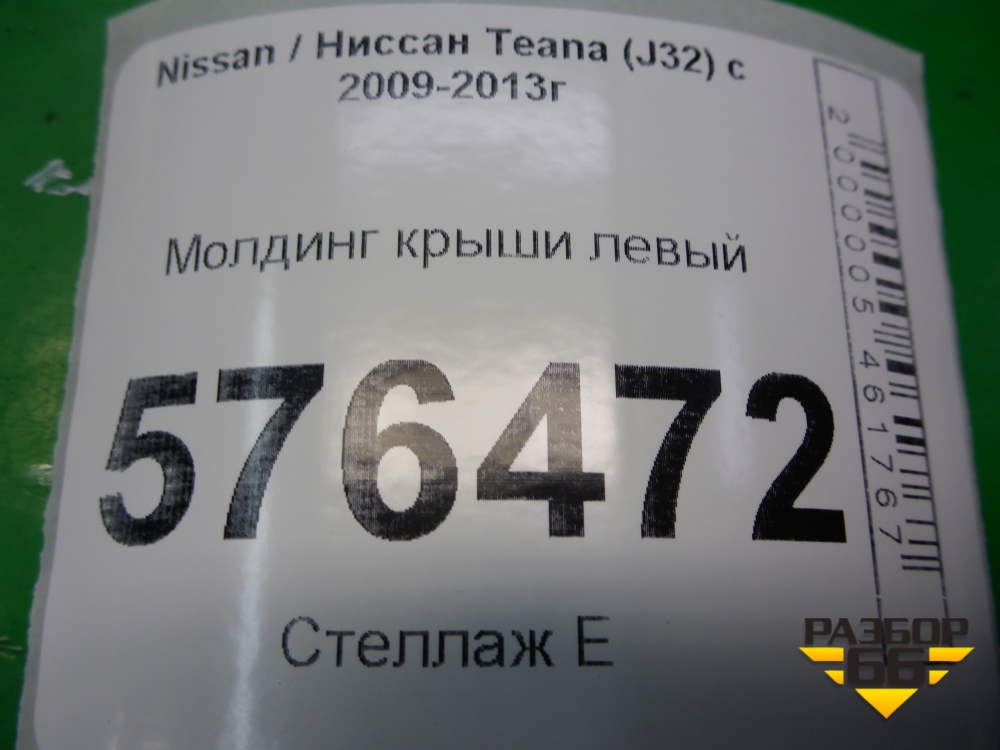 Nissan / Ниссан Teana (J32) с
2009-2013г
Молдинг крыши левый
576472
Стеллаж Е
2000005461767
РАЗБОР
66